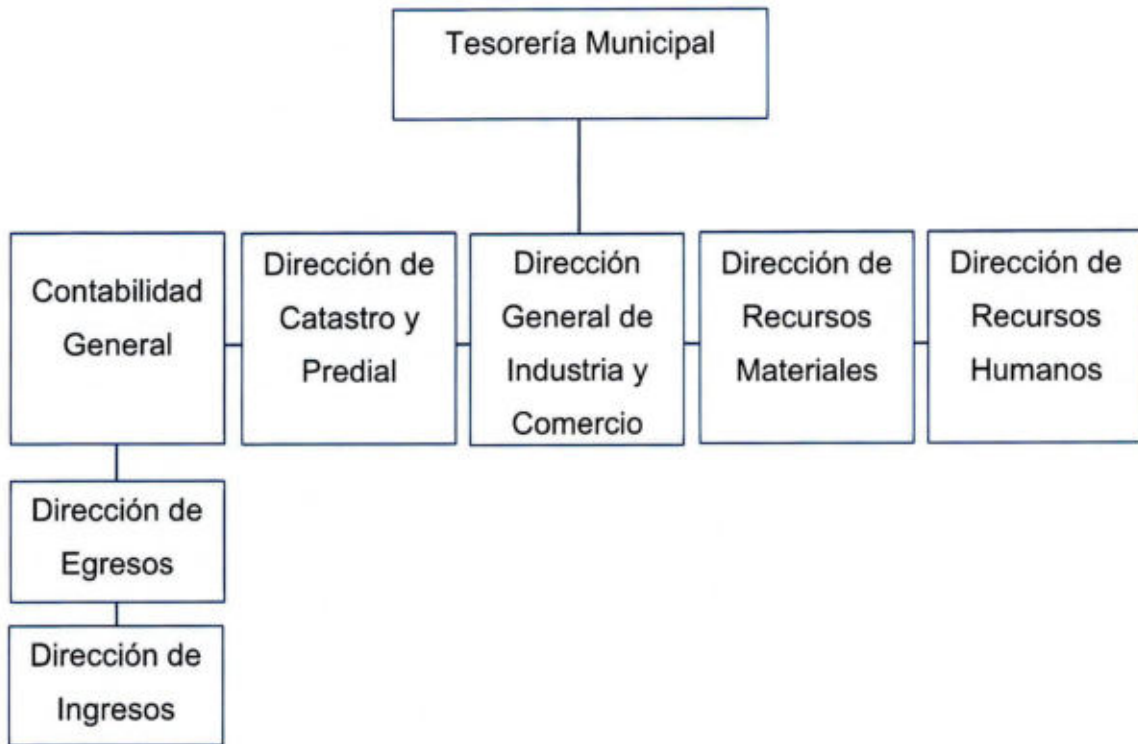 Tesorería Municipal
Contabilidad
General
Dirección de
Catastro y
Predial
Dirección
General de
Industria y
Comercio
Dirección de
Recursos
Materiales
Dirección de
Recursos
Humanos
Dirección de
Egresos
Dirección de
Ingresos